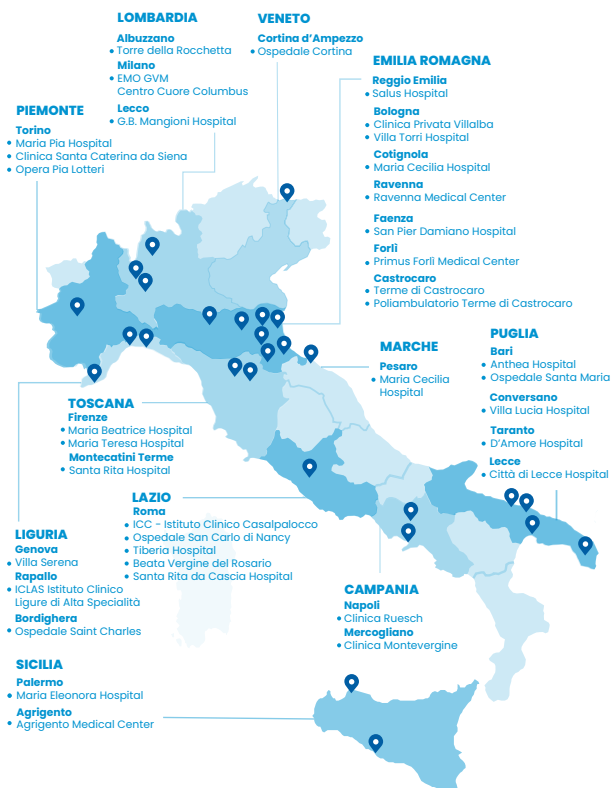 LOMBARDIA
Albuzzano
• Torre della Rocchetta
Milano
• EMO GVM
Centro Cuore Columbus
Lecco
• G.B. Mangioni Hospital
VENETO
Cortina d'Ampezzo
• Ospedale Cortina
EMILIA ROMAGNA
Reggio Emilia
• Salus Hospital
Bologna
• Clinica Privata Villalba
• Villa Torri Hospital
Cotignola
• Maria Cecilia Hospital
Ravenna
• Ravenna Medical Center
Faenza
• San Pier Damiano Hospital
Forlì
• Primus Forlì Medical Center
Castrocaro
• Terme di Castrocaro
• Poliambulatorio Terme di Castrocaro
PIEMONTE
Torino
• Maria Pia Hospital
• Clinica Santa Caterina da Siena
• Opera Pia Lotteri
MARCHE
Pesaro
• Maria Cecilia
Hospital
PUGLIA
Bari
• Anthea Hospital
• Ospedale Santa Maria
Conversano
• Villa Lucia Hospital
Taranto
• D'Amore Hospital
Lecce
• Città di Lecce Hospital
TOSCANA
Firenze
• Maria Beatrice Hospital
• Maria Teresa Hospital
Montecatini Terme
• Santa Rita Hospital
LAZIO
Roma
• ICC - Istituto Clinico Casalpalocco
• Ospedale San Carlo di Nancy
• Tiberia Hospital
• Beata Vergine del Rosario
• Santa Rita da Cascia Hospital
LIGURIA
Genova
• Villa Serena
Rapallo
• ICLAS Istituto Clinico
Ligure di Alta Specialità
Bordighera
• Ospedale Saint Charles
CAMPANIA
Napoli
• Clinica Ruesch
Mercogliano
• Clinica Montevergine
SICILIA
Palermo
• Maria Eleonora Hospital
Agrigento
• Agrigento Medical Center